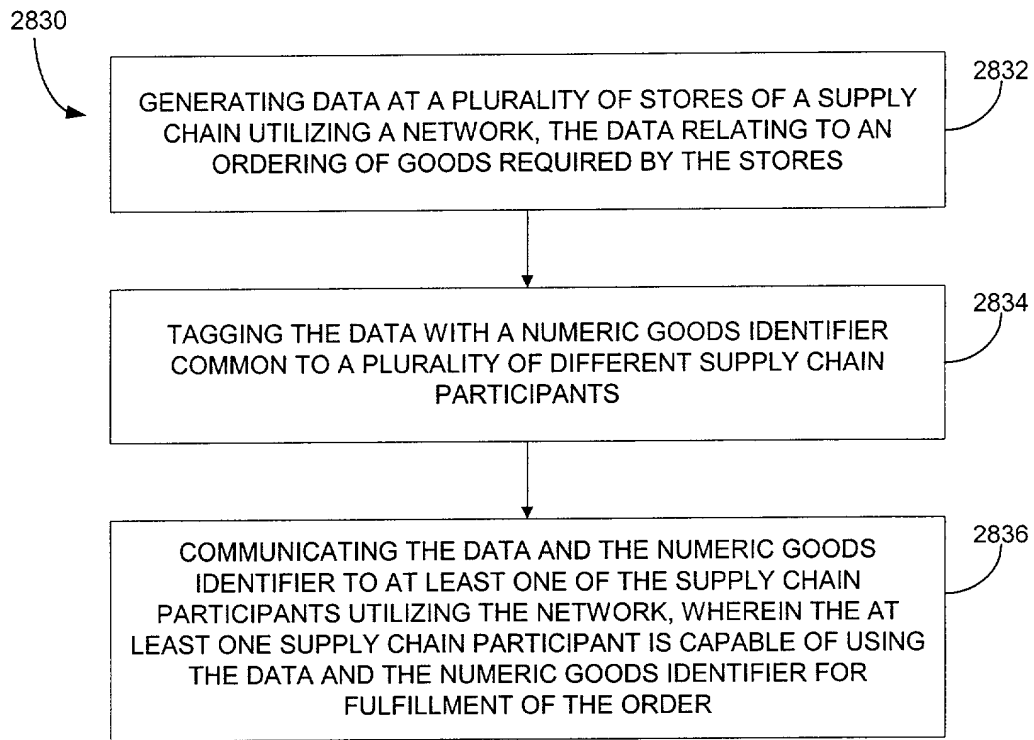 2830
2832
GENERATING DATA AT A PLURALITY OF STORES OF A SUPPLY
CHAIN UTILIZING A NETWORK, THE DATA RELATING TO AN
ORDERING OF GOODS REQUIRED BY THE STORES
2834
TAGGING THE DATA WITH A NUMERIC GOODS IDENTIFIER
COMMON TO A PLURALITY OF DIFFERENT SUPPLY CHAIN
PARTICIPANTS
2836
COMMUNICATING THE DATA AND THE NUMERIC GOODS
IDENTIFIER TO AT LEAST ONE OF THE SUPPLY CHAIN
PARTICIPANTS UTILIZING THE NETWORK, WHEREIN THE AT
LEAST ONE SUPPLY CHAIN PARTICIPANT IS CAPABLE OF USING
THE DATA AND THE NUMERIC GOODS IDENTIFIER FOR
FULFILLMENT OF THE ORDER